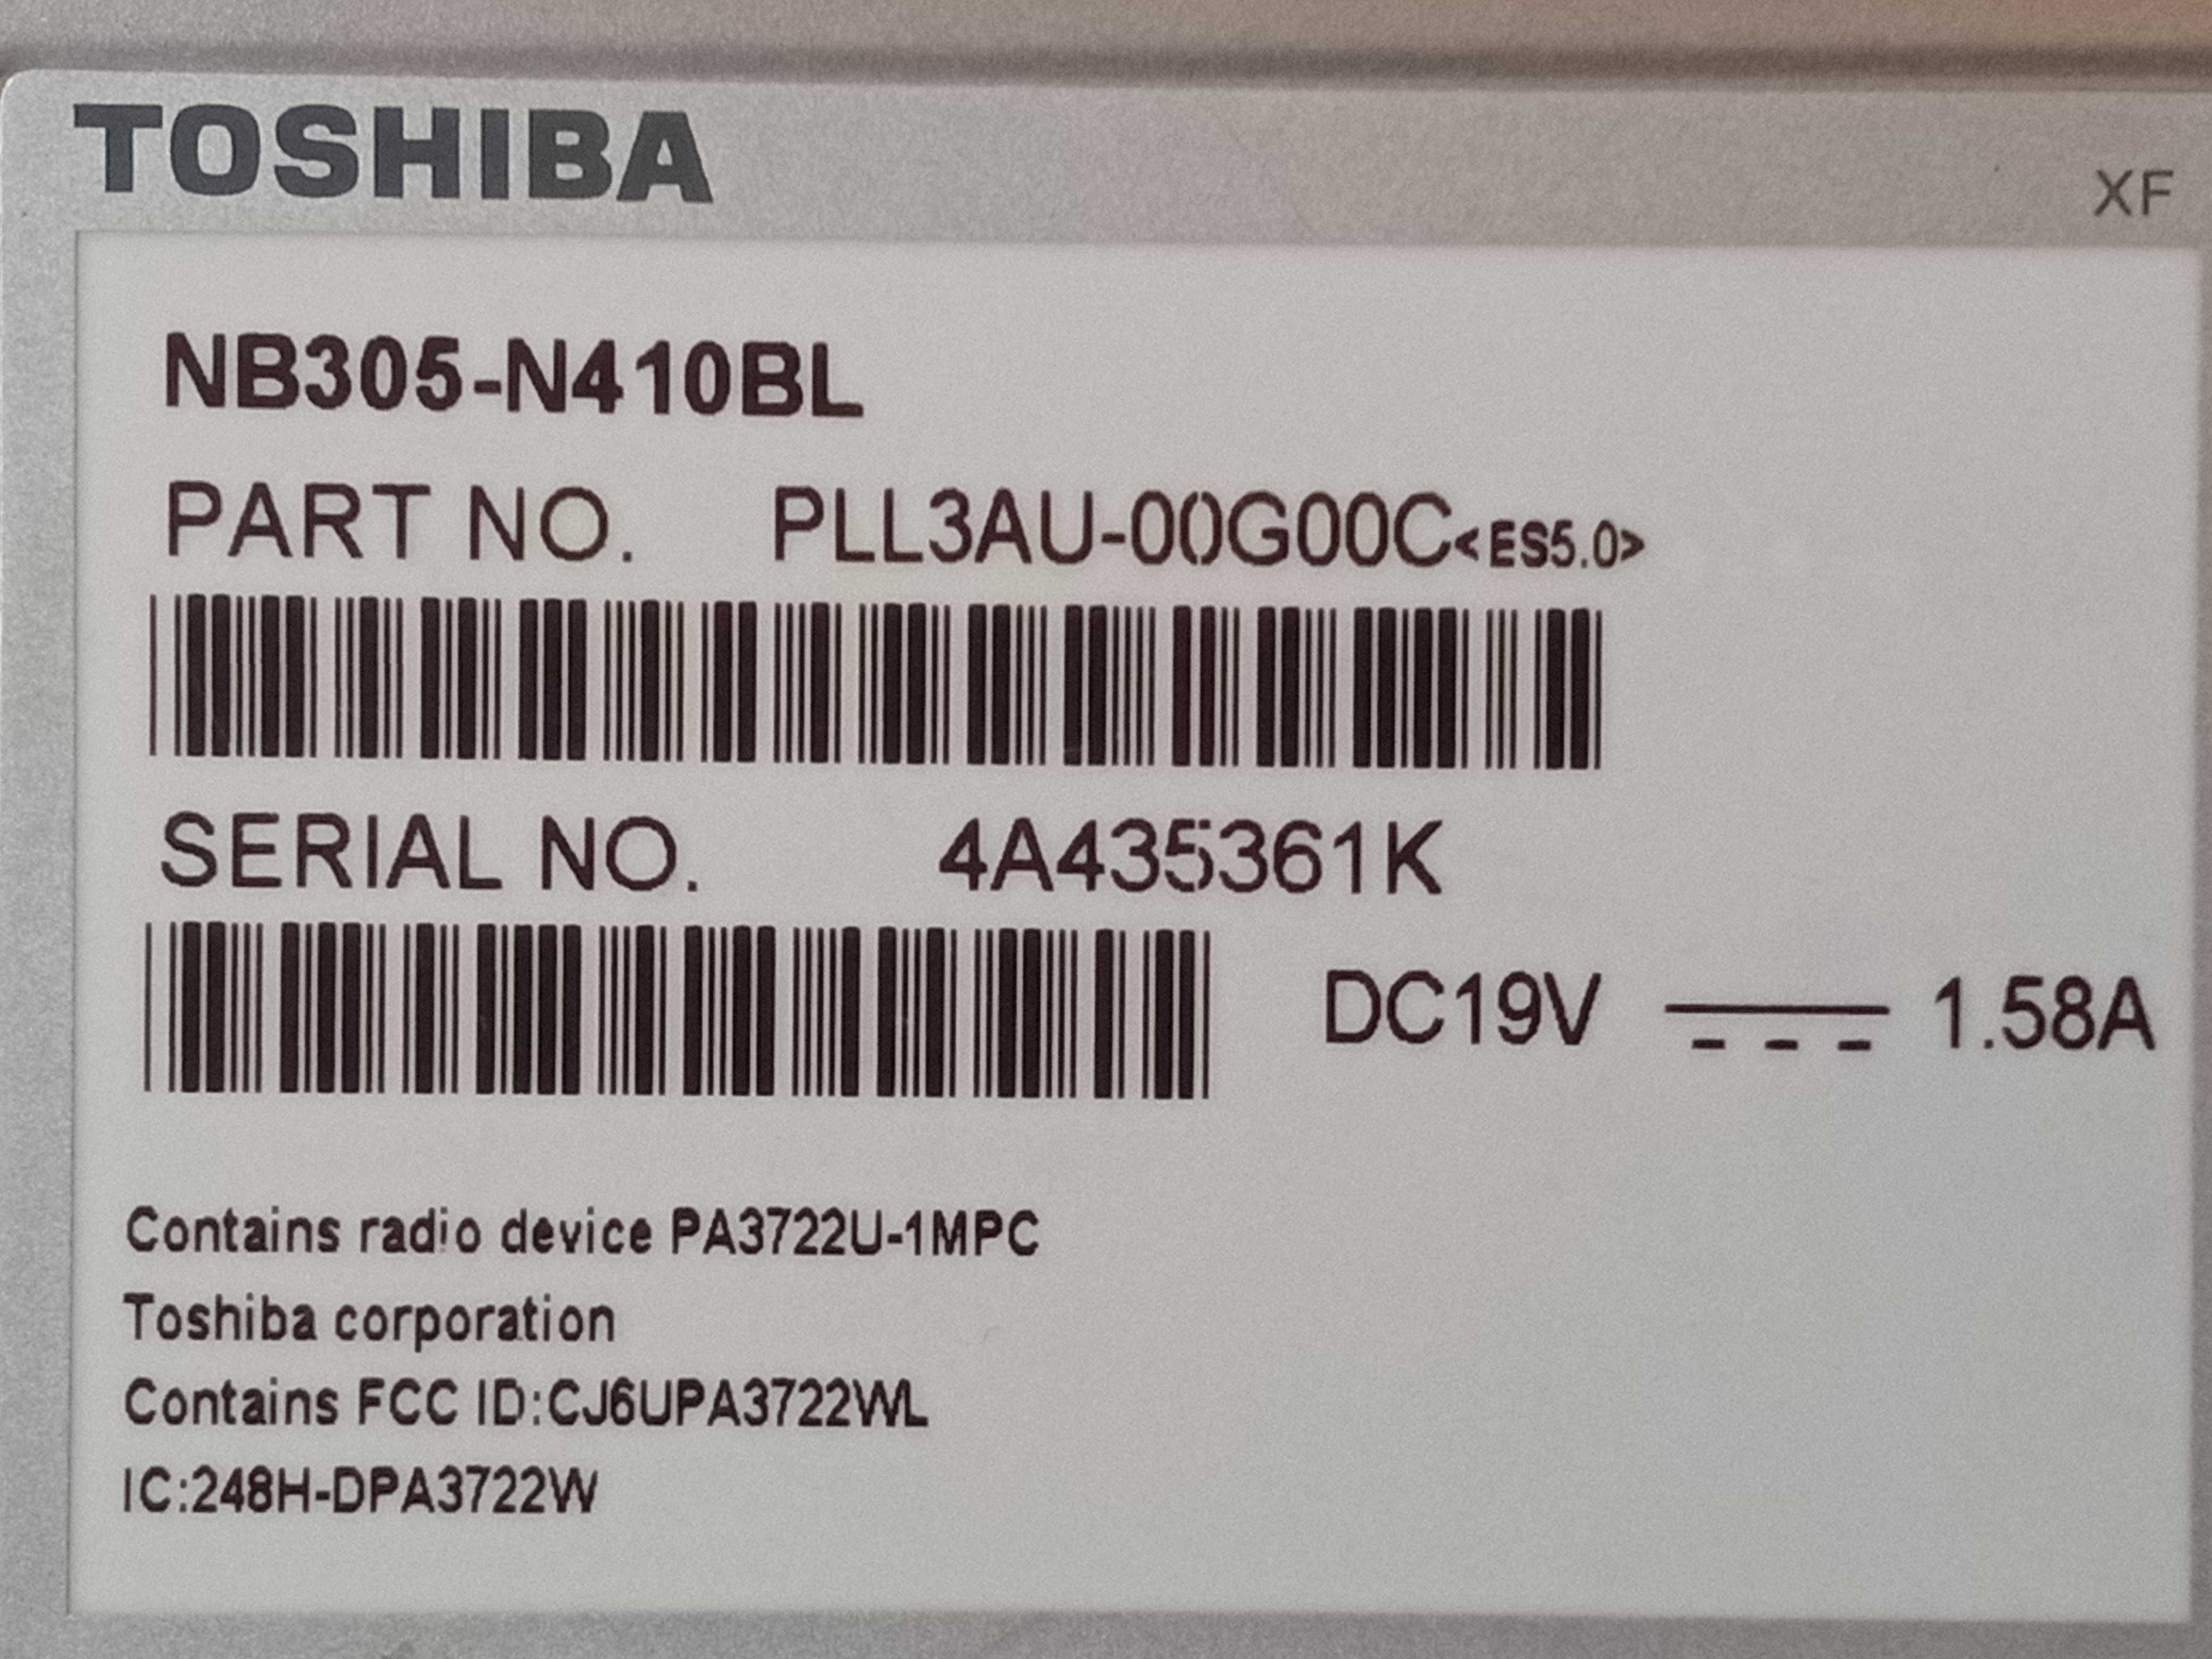 TOSHIBA
XF
NB305-N410BL
PART NO. PLL3AU-00G00C<ES5.0>
SERIAL NO. 4A435361K
DC19V 1.58A
Contains radio device PA3722U-1MPC
Toshiba corporation
Contains FCC ID:CJ6UPA3722WL
IC:248H-DPA3722W